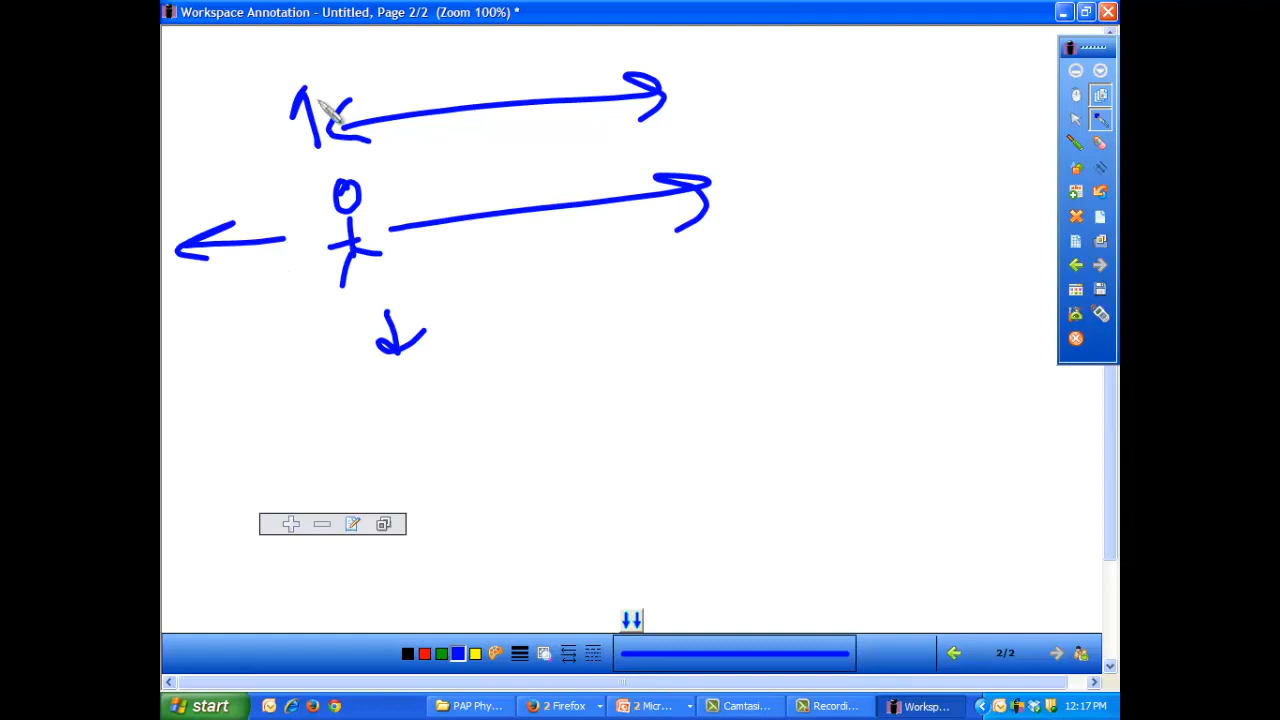 Workspace Annotation - Untitled, Page 2/2 (Zoom 100%) *
2/2
start
PAP Phy...
2 Firefox
2 Micr...
Camtasi...
Recordi...
Worksp...
12:17 PM